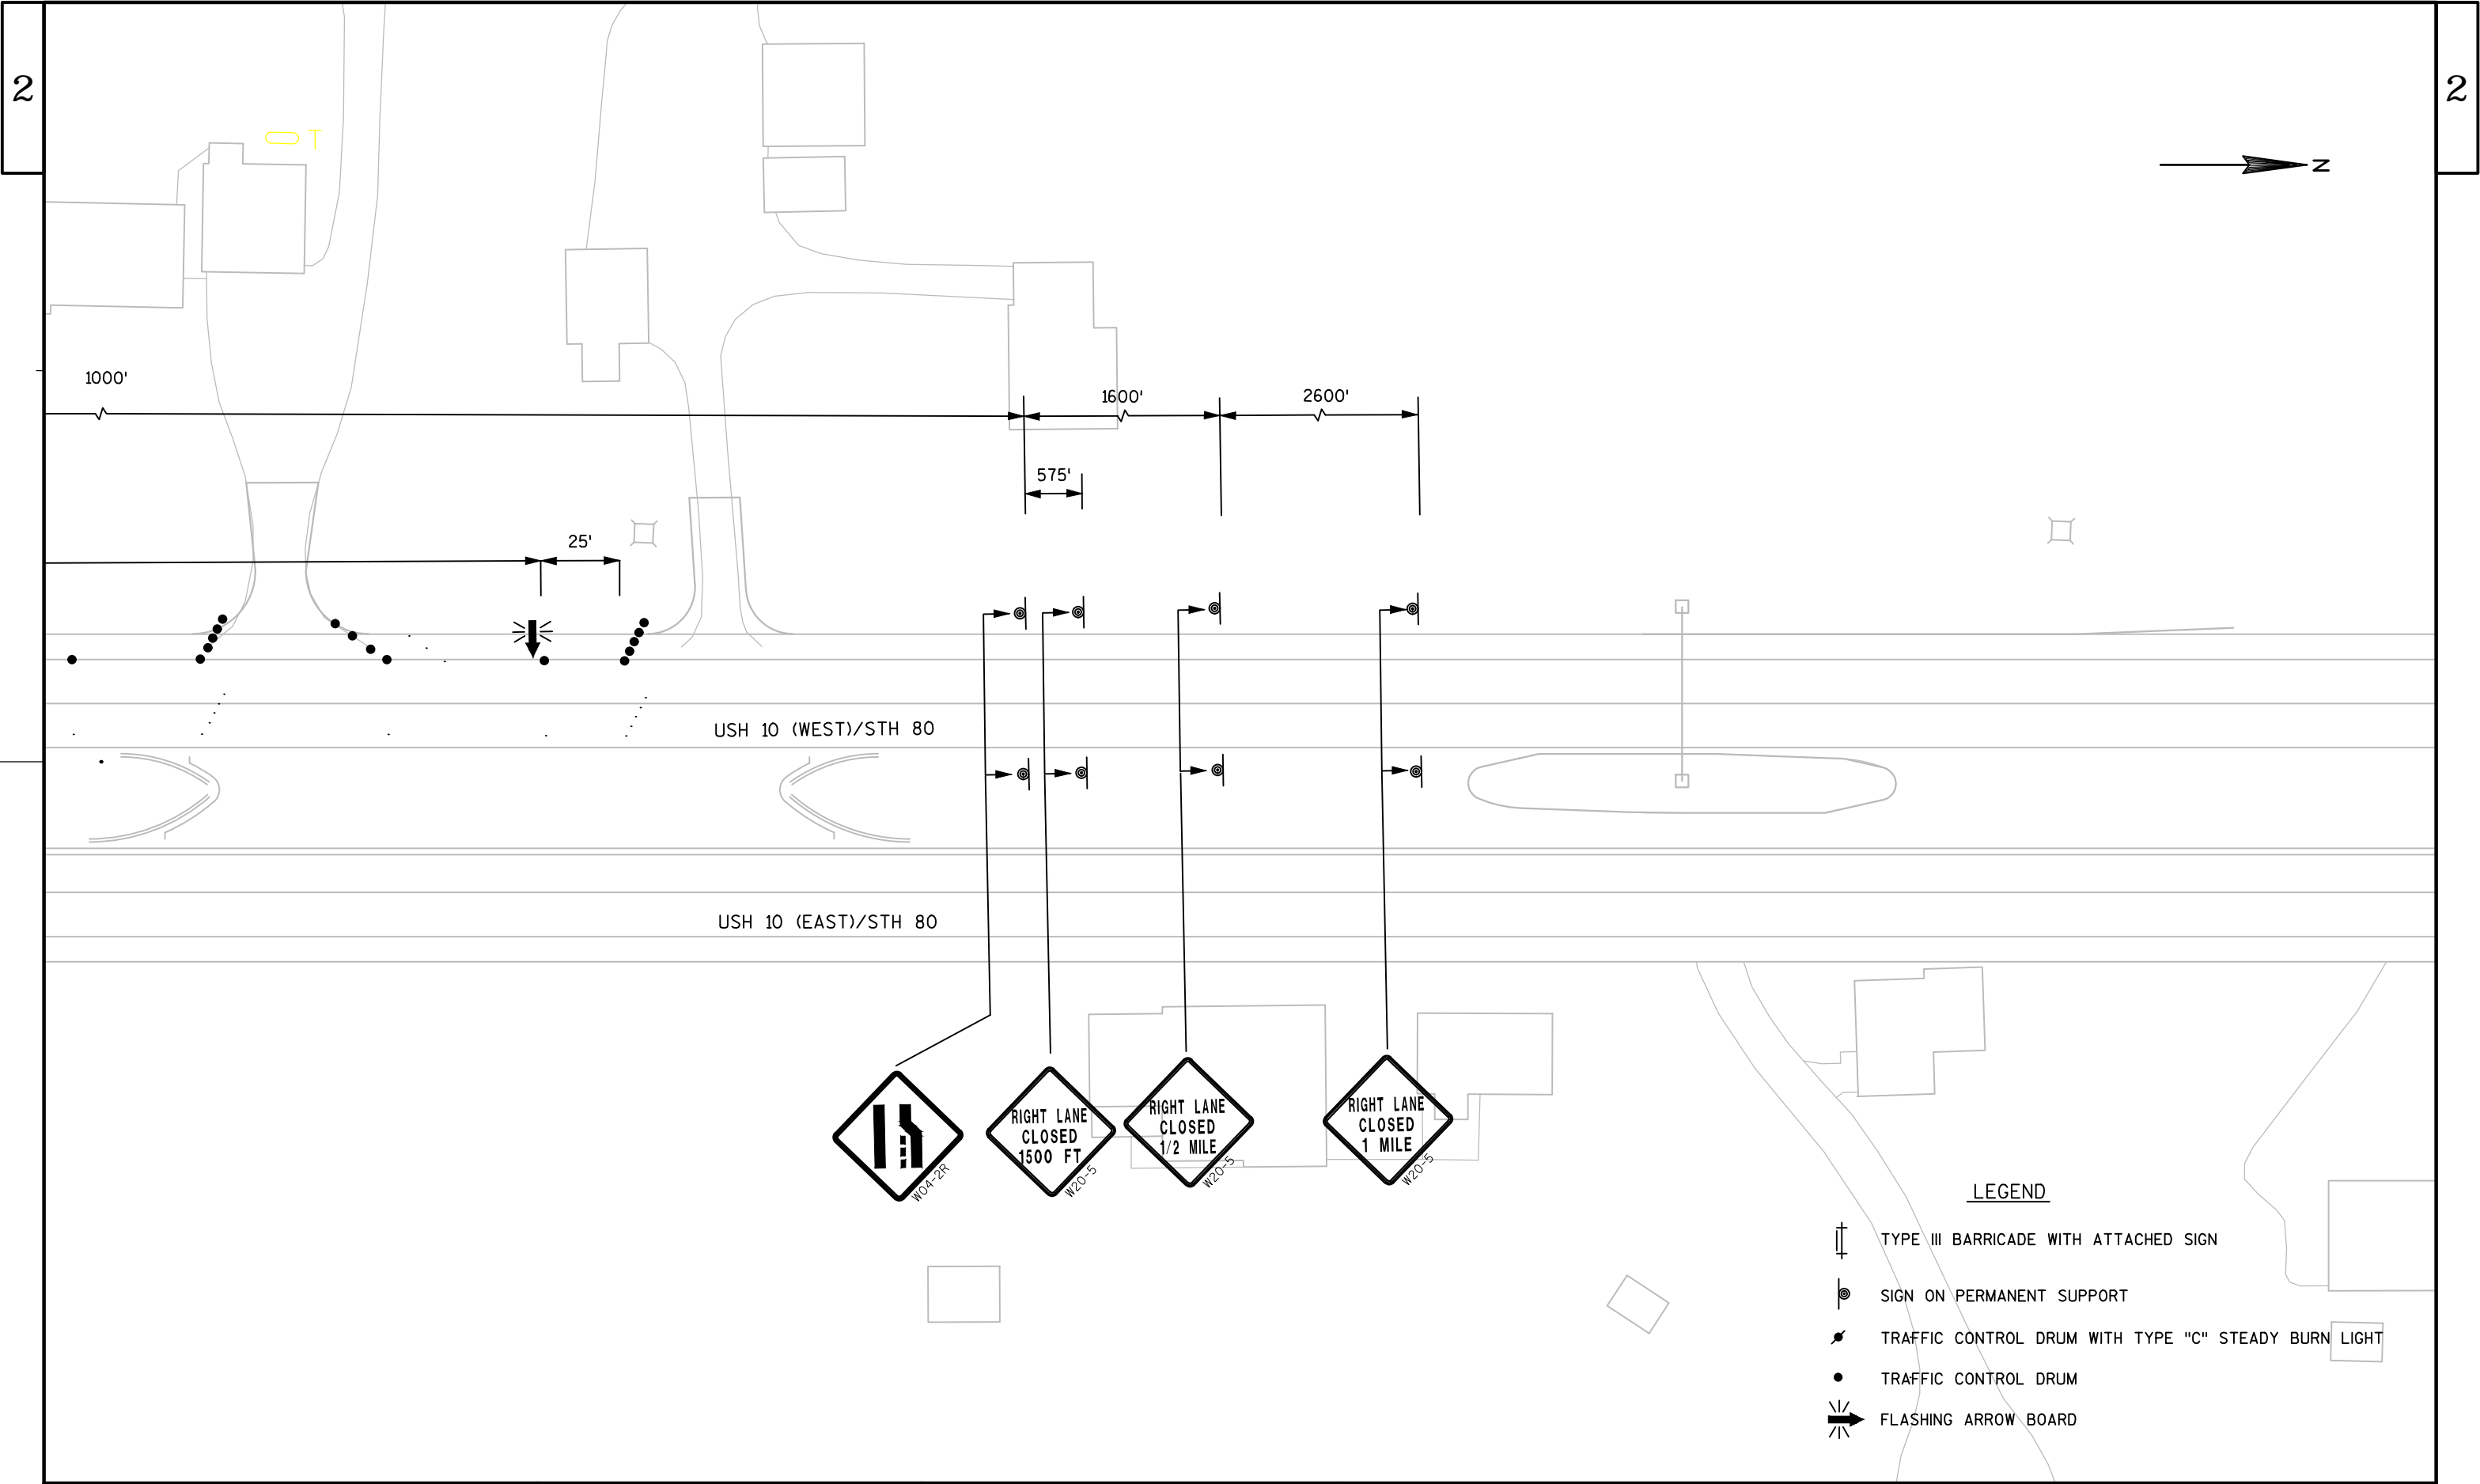 2
2
T
N
1000'
1600'
2600'
575'
25'
USH 10 (WEST)/STH 80
USH 10 (EAST)/STH 80
W04-2R
RIGHT LANE
CLOSED
1500 FT
W20-5
RIGHT LANE
CLOSED
1/2 MILE
W20-5
RIGHT LANE
CLOSED
1 MILE
W20-5
LEGEND
TYPE III BARRICADE WITH ATTACHED SIGN
SIGN ON PERMANENT SUPPORT
TRAFFIC CONTROL DRUM WITH TYPE "C" STEADY BURN LIGHT
TRAFFIC CONTROL DRUM
FLASHING ARROW BOARD